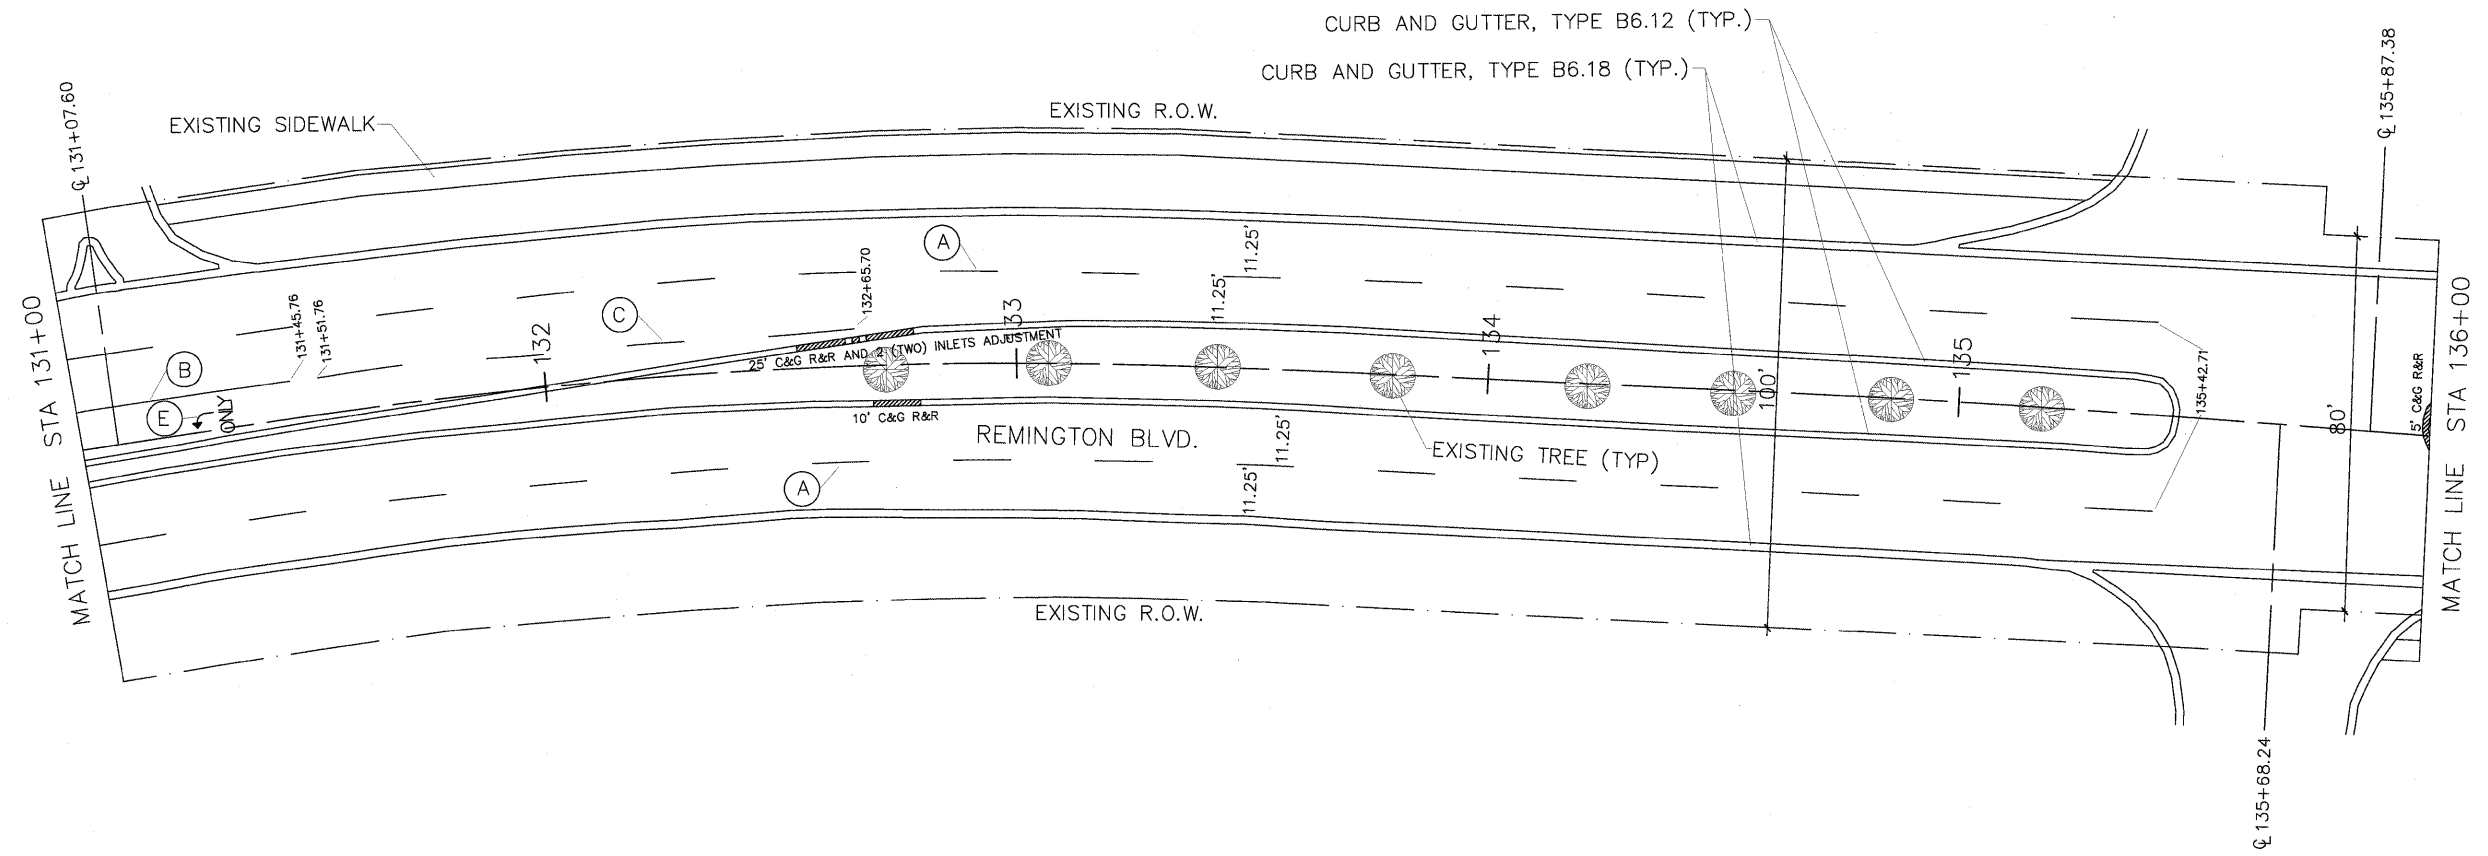 CURB AND GUTTER, TYPE B6.12 (TYP.)
CURB AND GUTTER, TYPE B6.18 (TYP.)
℄ 131+07.60
EXISTING SIDEWALK
EXISTING R.O.W.
℄ 135+87.38
MATCH LINE STA 131+00
131+45.76
131+51.76
B
E
ONLY
C
132+65.70
A
11.25'
11.25'
132
33
134
135
25' C&G R&R AND 2 (TWO) INLETS ADJUSTMENT
10' C&G R&R
REMINGTON BLVD.
A
11.25'
11.25'
EXISTING TREE (TYP)
100'
135+42.71
80'
5' C&G R&R
MATCH LINE STA 136+00
EXISTING R.O.W.
℄ 135+68.24